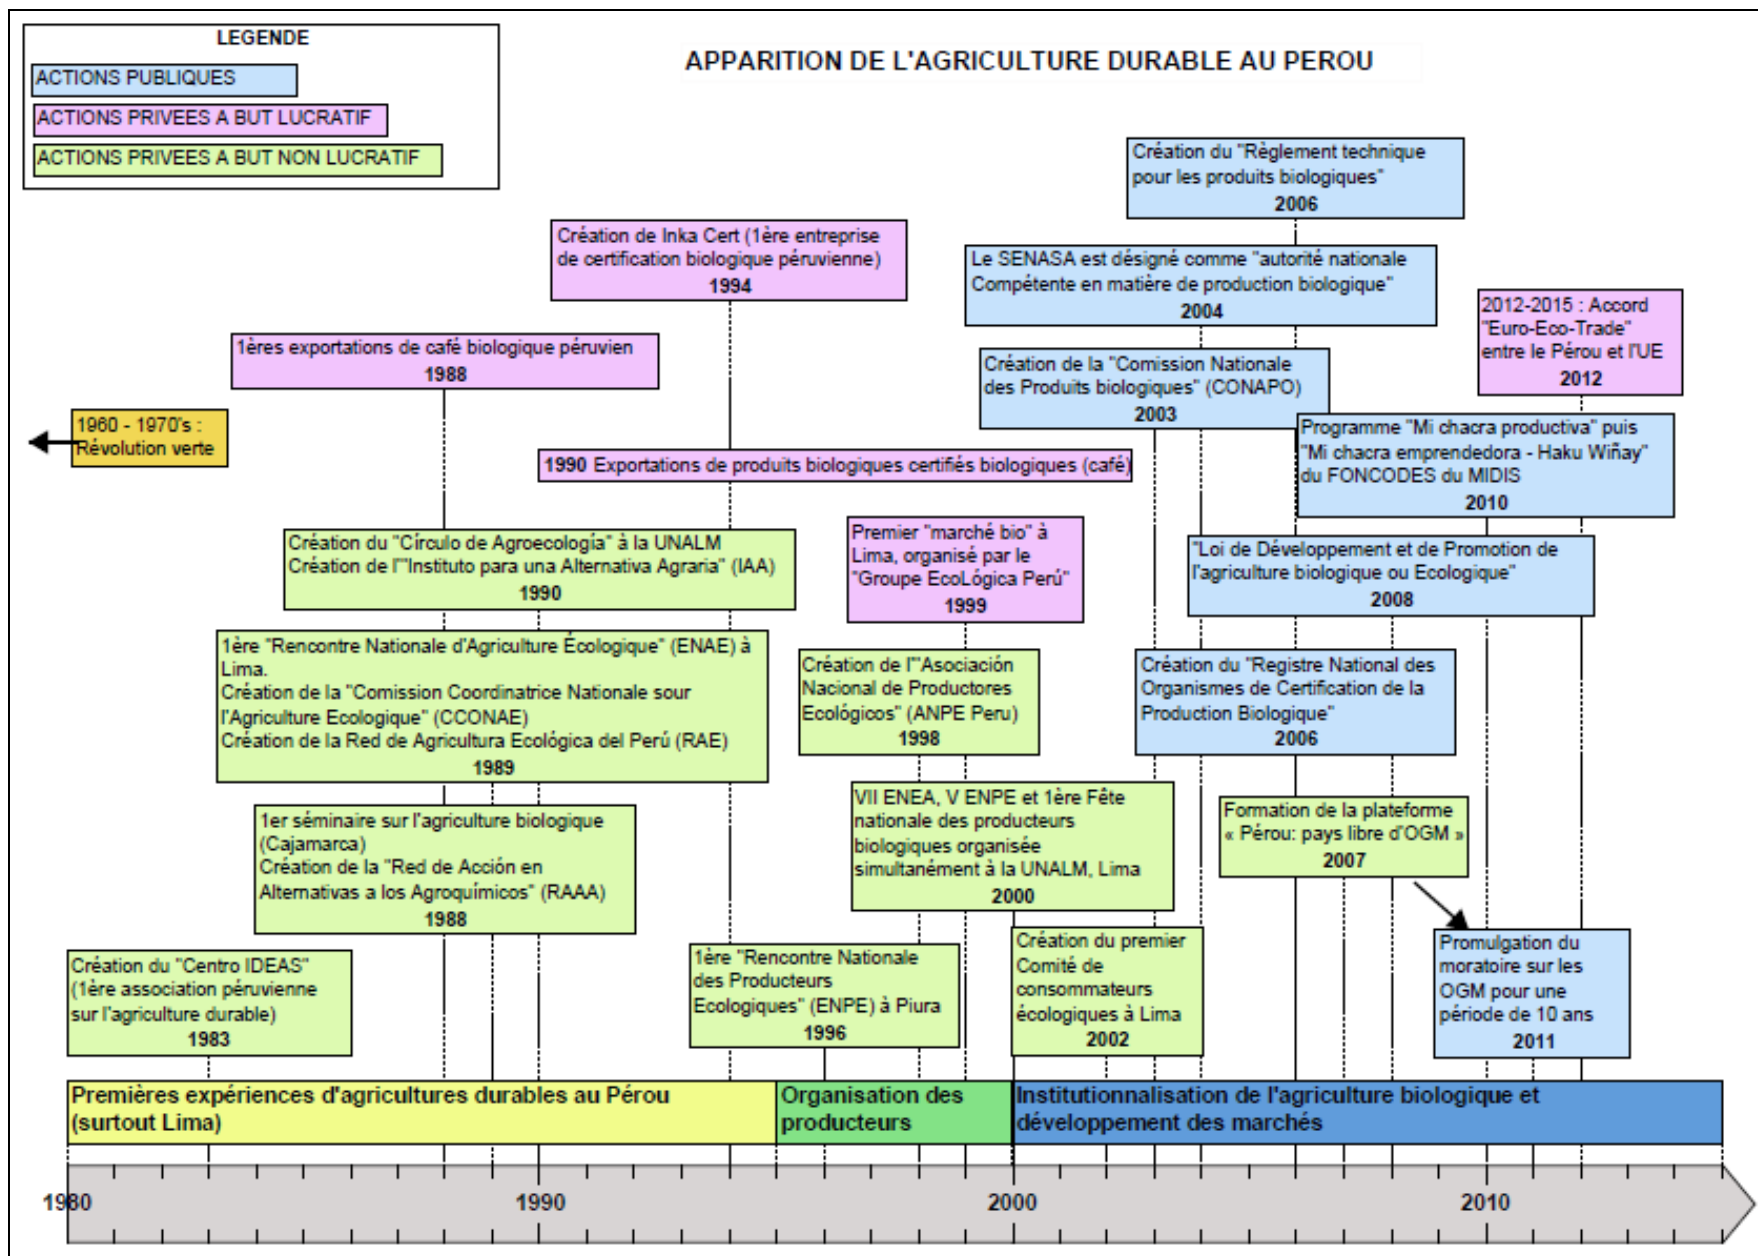 LEGENDE
ACTIONS PUBLIQUES
ACTIONS PRIVEES A BUT LUCRATIF
ACTIONS PRIVEES A BUT NON LUCRATIF
APPARITION DE L'AGRICULTURE DURABLE AU PEROU
Création du "Règlement technique
pour les produits biologiques"
2006
Création de Inka Cert (1ère entreprise
de certification biologique péruvienne)
1994
Le SENASA est désigné comme "autorité nationale
Compétente en matière de production biologique"
2004
2012-2015 : Accord
"Euro-Eco-Trade"
entre le Pérou et l'UE
2012
1ères exportations de café biologique péruvien
1988
Création de la "Comission Nationale
des Produits biologiques" (CONAPO)
2003
1960 - 1970's :
Révolution verte
Programme "Mi chacra productiva" puis
"Mi chacra emprendedora - Haku Wiñay"
du FONCODES du MIDIS
2010
1990 Exportations de produits biologiques certifiés biologiques (café)
Création du "Círculo de Agroecología" à la UNALM
Création de l'"Instituto para una Alternativa Agraria" (IAA)
1990
Premier "marché bio" à
Lima, organisé par le
"Groupe EcoLógica Perú"
1999
"Loi de Développement et de Promotion de
l'agriculture biologique ou Ecologique"
2008
1ère "Rencontre Nationale d'Agriculture Écologique" (ENAE) à
Lima.
Création de la "Comission Coordinatrice Nationale sour
l'Agriculture Ecologique" (CCONAE)
Création de la Red de Agricultura Ecológica del Perú (RAE)
1989
Création de l'"Asociación
Nacional de Productores
Ecológicos" (ANPE Peru)
1998
Création du "Registre National des
Organismes de Certification de la
Production Biologique"
2006
1er séminaire sur l'agriculture biologique
(Cajamarca)
Création de la "Red de Acción en
Alternativas a los Agroquímicos" (RAAA)
1988
VII ENEA, V ENPE et 1ère Fête
nationale des producteurs
biologiques organisée
simultanément à la UNALM, Lima
2000
Formation de la plateforme
« Pérou: pays libre d'OGM »
2007
Création du "Centro IDEAS"
(1ère association péruvienne
sur l'agriculture durable)
1983
1ère "Rencontre Nationale
des Producteurs
Ecologiques" (ENPE) à Piura
1996
Création du premier
Comité de
consommateurs
écologiques à Lima
2002
Promulgation du
moratoire sur les
OGM pour une
période de 10 ans
2011
Premières expériences d'agricultures durables au Pérou
(surtout Lima)
Organisation des
producteurs
Institutionnalisation de l'agriculture biologique et
développement des marchés
1980
1990
2000
2010